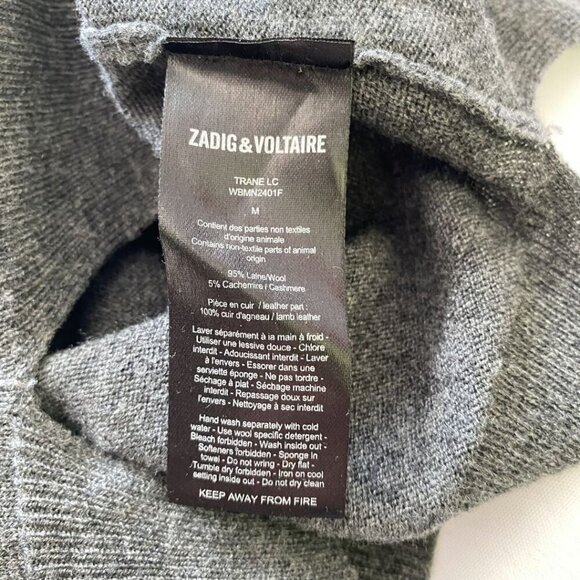 ZADIG&VOLTAIRE
TRANE LC
WBMN2401F
M
Contient des parties non textiles
d'origine animale
Contains non-textile parts of animal
origin
95% Laine/Wool
5% Cachemire / Cashmere
Pièce en cuir / leather part :
100% cuir d'agneau / lamb leather
Laver séparément à la main à froid -
Utiliser une lessive douce - Chlore
interdit - Adoucissant interdit - Laver
à l'envers - Essorer dans une
serviette éponge - Ne pas tordre -
Séchage à plat - Séchage machine
interdit - Repassage doux sur
l'envers - Nettoyage à sec interdit
Hand wash separately with cold
water - Use wool specific detergent -
Bleach forbidden - Wash inside out -
Softeners forbidden - Sponge in
towel - Do not wring - Dry flat -
Tumble dry forbidden - Iron on cool
setting inside out - Do not dry clean
KEEP AWAY FROM FIRE